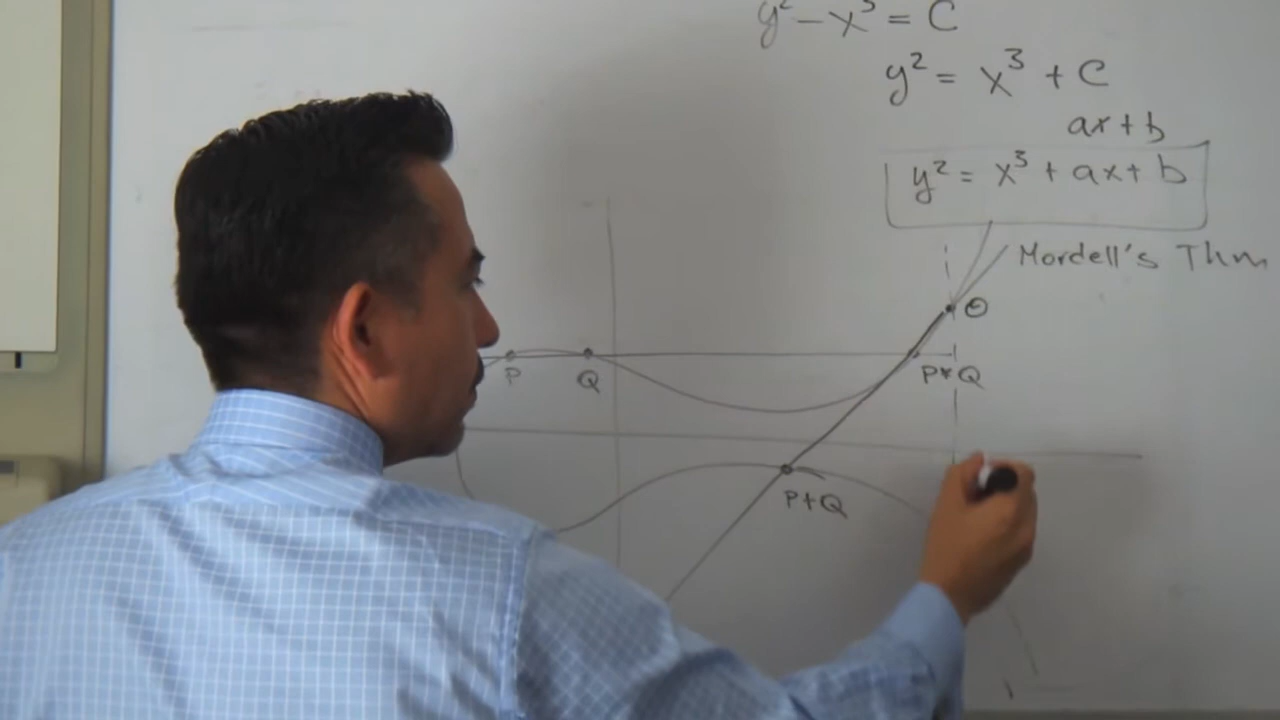 y² - x³ = C
y² = x³ + C
ax + b
y² = x³ + ax + b
Mordell's Thm
O
P
Q
P*Q
P+Q